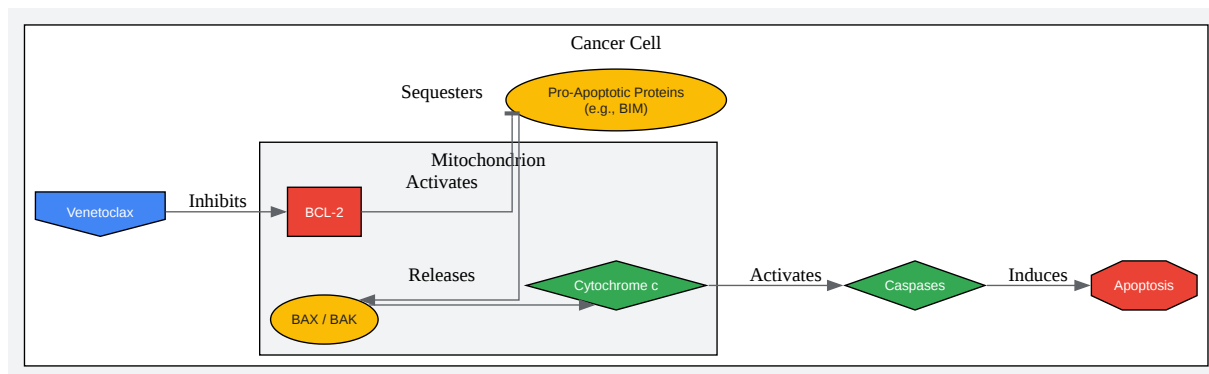 Cancer Cell
Sequesters
Pro-Apoptotic Proteins
(e.g., BIM)
Mitochondrion
Activates
Inhibits
Venetoclax
BCL-2
Releases
Cytochrome c
Activates
Caspases
Induces
Apoptosis
BAX / BAK